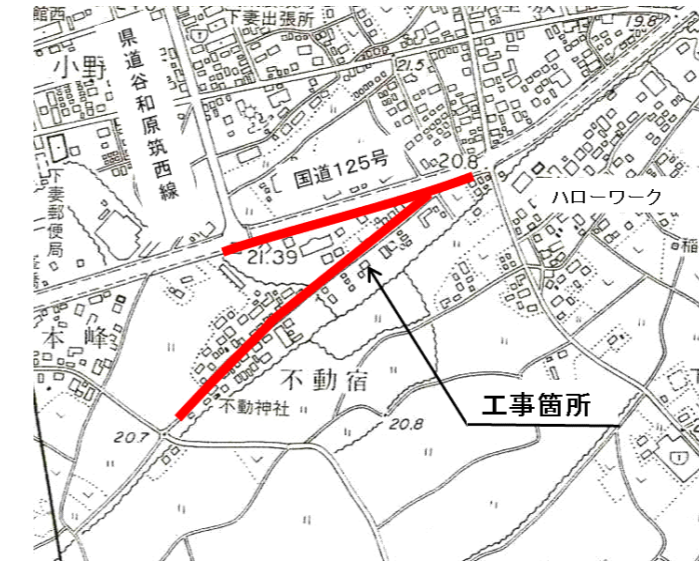 下妻出張所
19.8
小野
県道谷和原筑西線
21.5
国道125号
20.8
ハローワーク
下妻郵便局
21.39
本峰
不動宿
工事箇所
不動神社
20.7
20.8